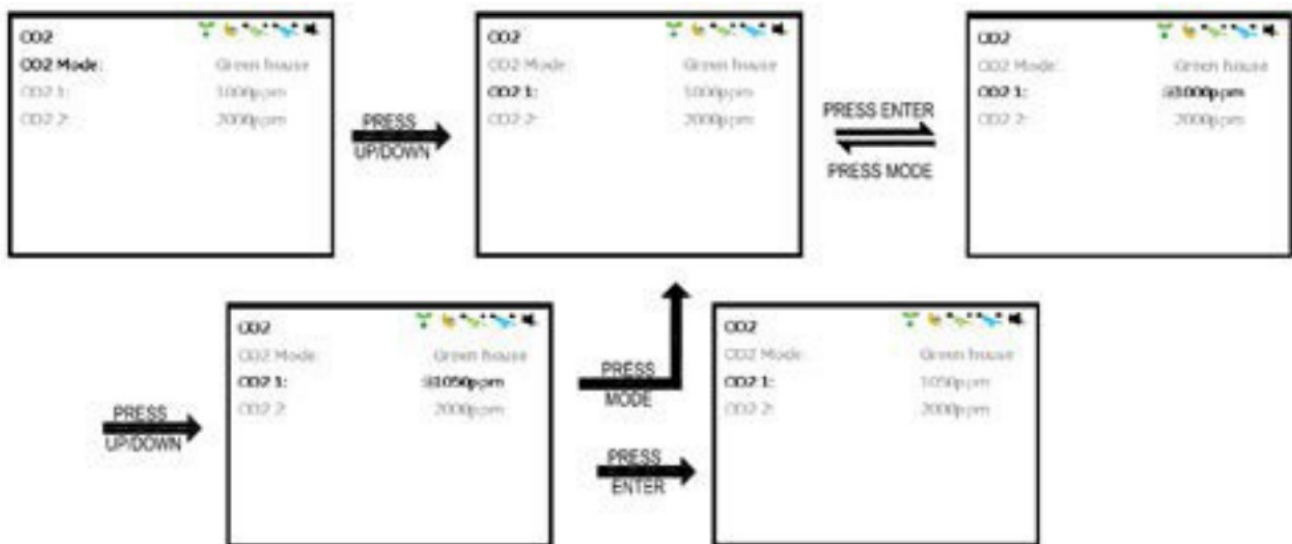 CO2
CO2 Mode: Green house
CO2 1: 1000ppm
CO2 2: 2000ppm
PRESS
UP/DOWN
CO2
CO2 Mode: Green house
CO2 1: 1000ppm
CO2 2: 2000ppm
PRESS ENTER
PRESS MODE
CO2
CO2 Mode: Green house
CO2 1: 1000ppm
CO2 2: 2000ppm
PRESS
UP/DOWN
CO2
CO2 Mode: Green house
CO2 1: 1050ppm
CO2 2: 2000ppm
PRESS
MODE
PRESS
ENTER
CO2
CO2 Mode: Green house
CO2 1: 1050ppm
CO2 2: 2000ppm